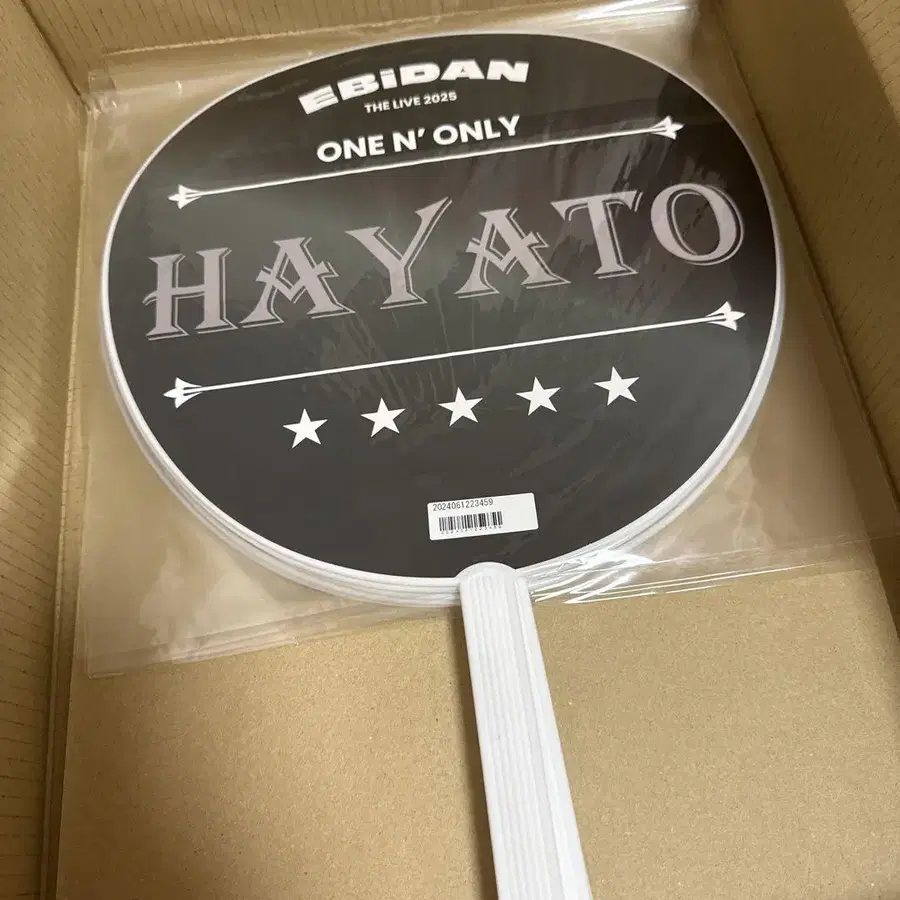 EBiDAN
THE LIVE 2025
ONE N' ONLY
HAYATO
2024061223459